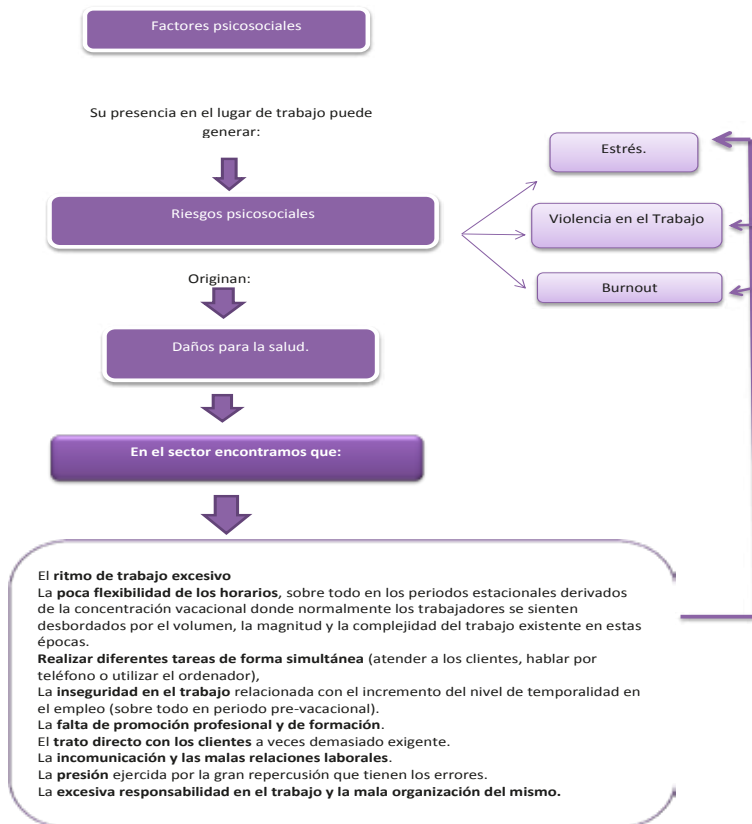 Factores psicosociales
Su presencia en el lugar de trabajo puede
generar:
Riesgos psicosociales
Estrés.
Violencia en el Trabajo
Burnout
Originan:
Daños para la salud.
En el sector encontramos que:
El ritmo de trabajo excesivo
La poca flexibilidad de los horarios, sobre todo en los periodos estacionales derivados
de la concentración vacacional donde normalmente los trabajadores se sienten
desbordados por el volumen, la magnitud y la complejidad del trabajo existente en estas
épocas.
Realizar diferentes tareas de forma simultánea (atender a los clientes, hablar por
teléfono o utilizar el ordenador),
La inseguridad en el trabajo relacionada con el incremento del nivel de temporalidad en
el empleo (sobre todo en periodo pre-vacacional).
La falta de promoción profesional y de formación.
El trato directo con los clientes a veces demasiado exigente.
La incomunicación y las malas relaciones laborales.
La presión ejercida por la gran repercusión que tienen los errores.
La excesiva responsabilidad en el trabajo y la mala organización del mismo.